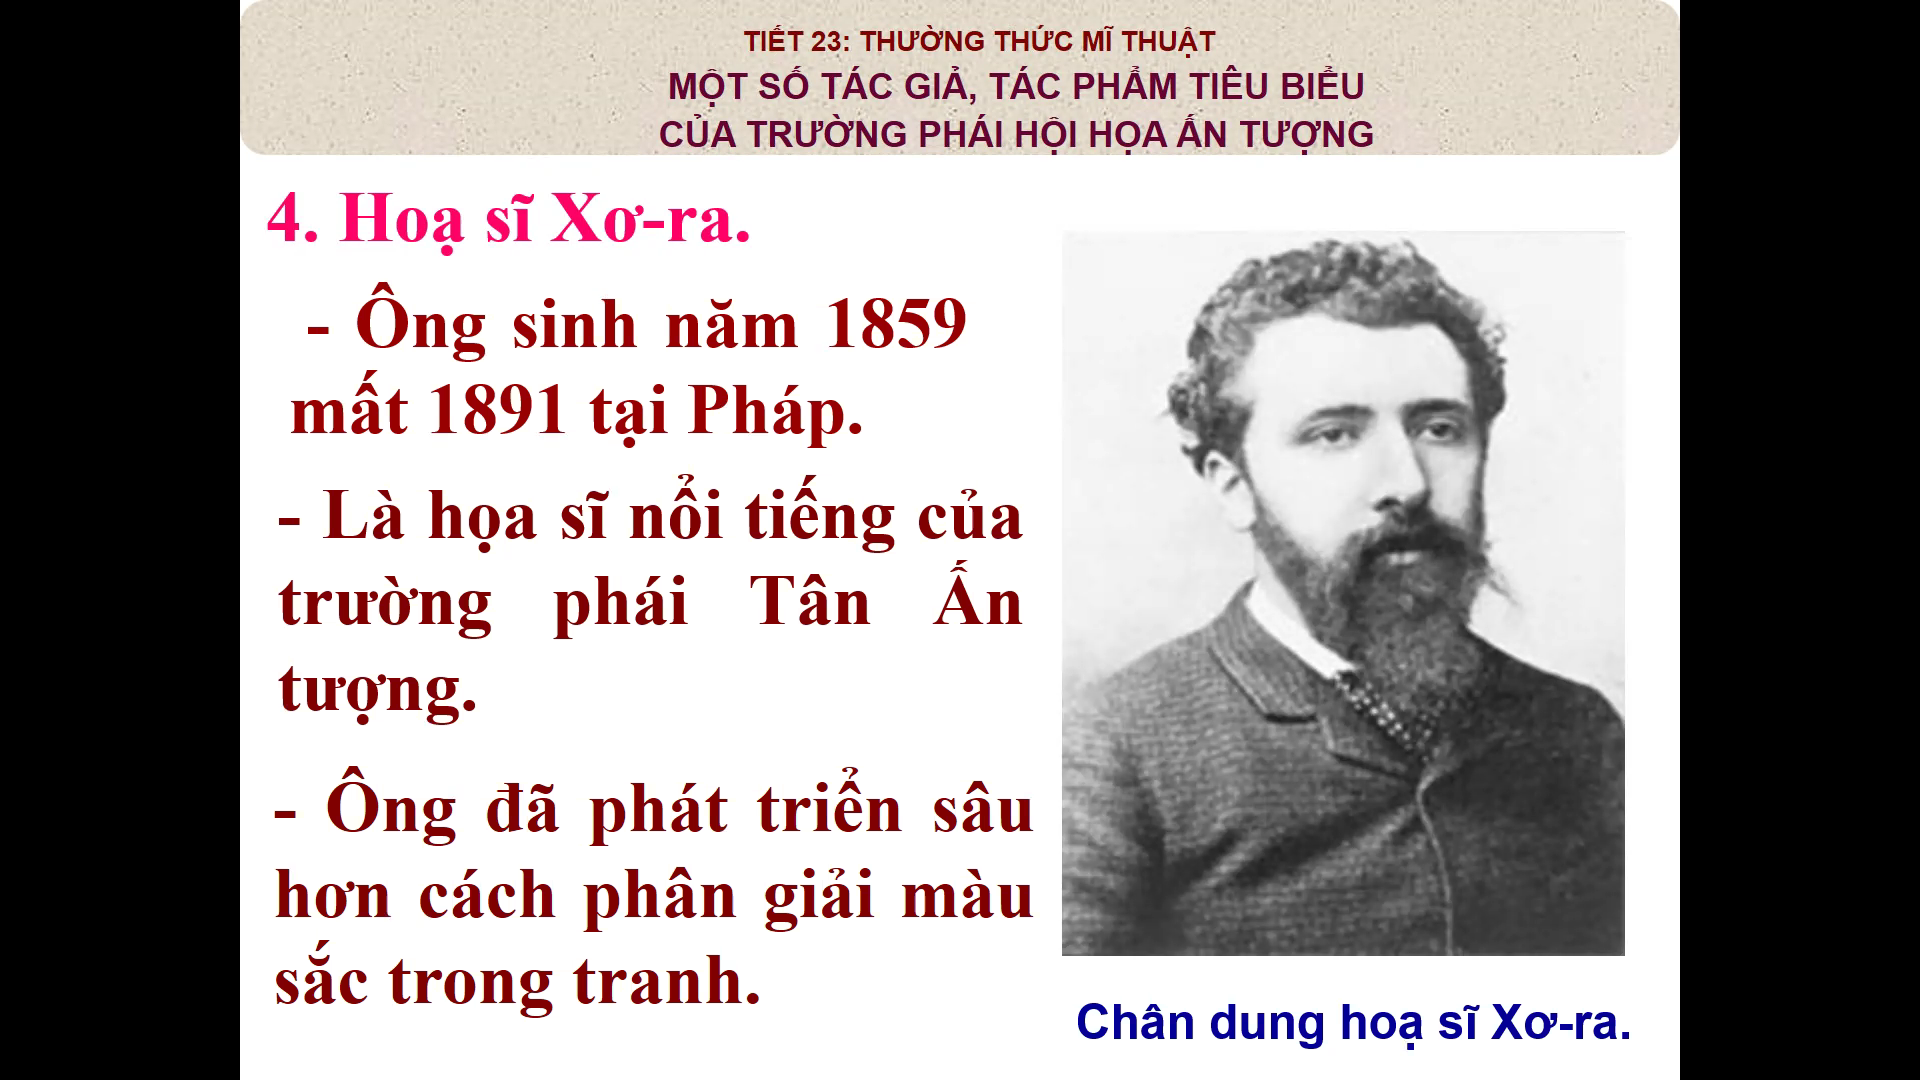 TIẾT 23: THƯỜNG THỨC MĨ THUẬT
MỘT SỐ TÁC GIẢ, TÁC PHẨM TIÊU BIỂU
CỦA TRƯỜNG PHÁI HỘI HỌA ẤN TƯỢNG
4. Hoạ sĩ Xơ-ra.
- Ông sinh năm 1859
mất 1891 tại Pháp.
- Là họa sĩ nổi tiếng của
trường phái Tân Ấn
tượng.
- Ông đã phát triển sâu
hơn cách phân giải màu
sắc trong tranh.
Chân dung hoạ sĩ Xơ-ra.